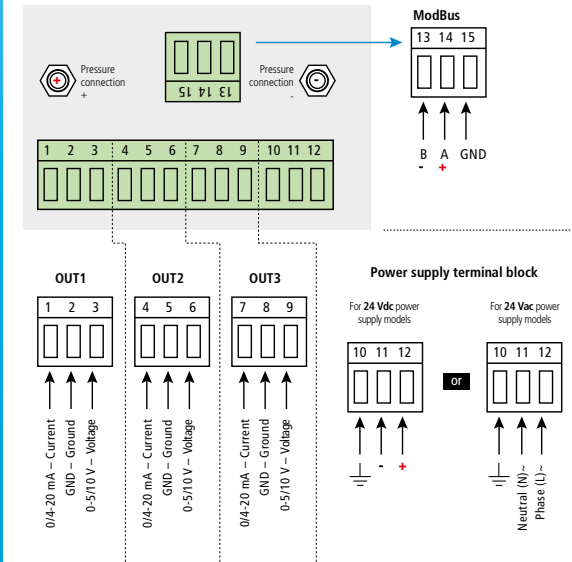 ModBus
13 14 15
B A GND
- +
Pressure
connection
+
13 14 15
Pressure
connection
-
1 2 3 4 5 6 7 8 9 10 11 12
OUT1
1 2 3
0/4-20 mA – Current
GND – Ground
0-5/10 V – Voltage
OUT2
4 5 6
0/4-20 mA – Current
GND – Ground
0-5/10 V – Voltage
OUT3
7 8 9
0/4-20 mA – Current
GND – Ground
0-5/10 V – Voltage
Power supply terminal block
For 24 Vdc power
supply models
10 11 12
- +
or
For 24 Vac power
supply models
10 11 12
Neutral (N)~
Phase (L)~